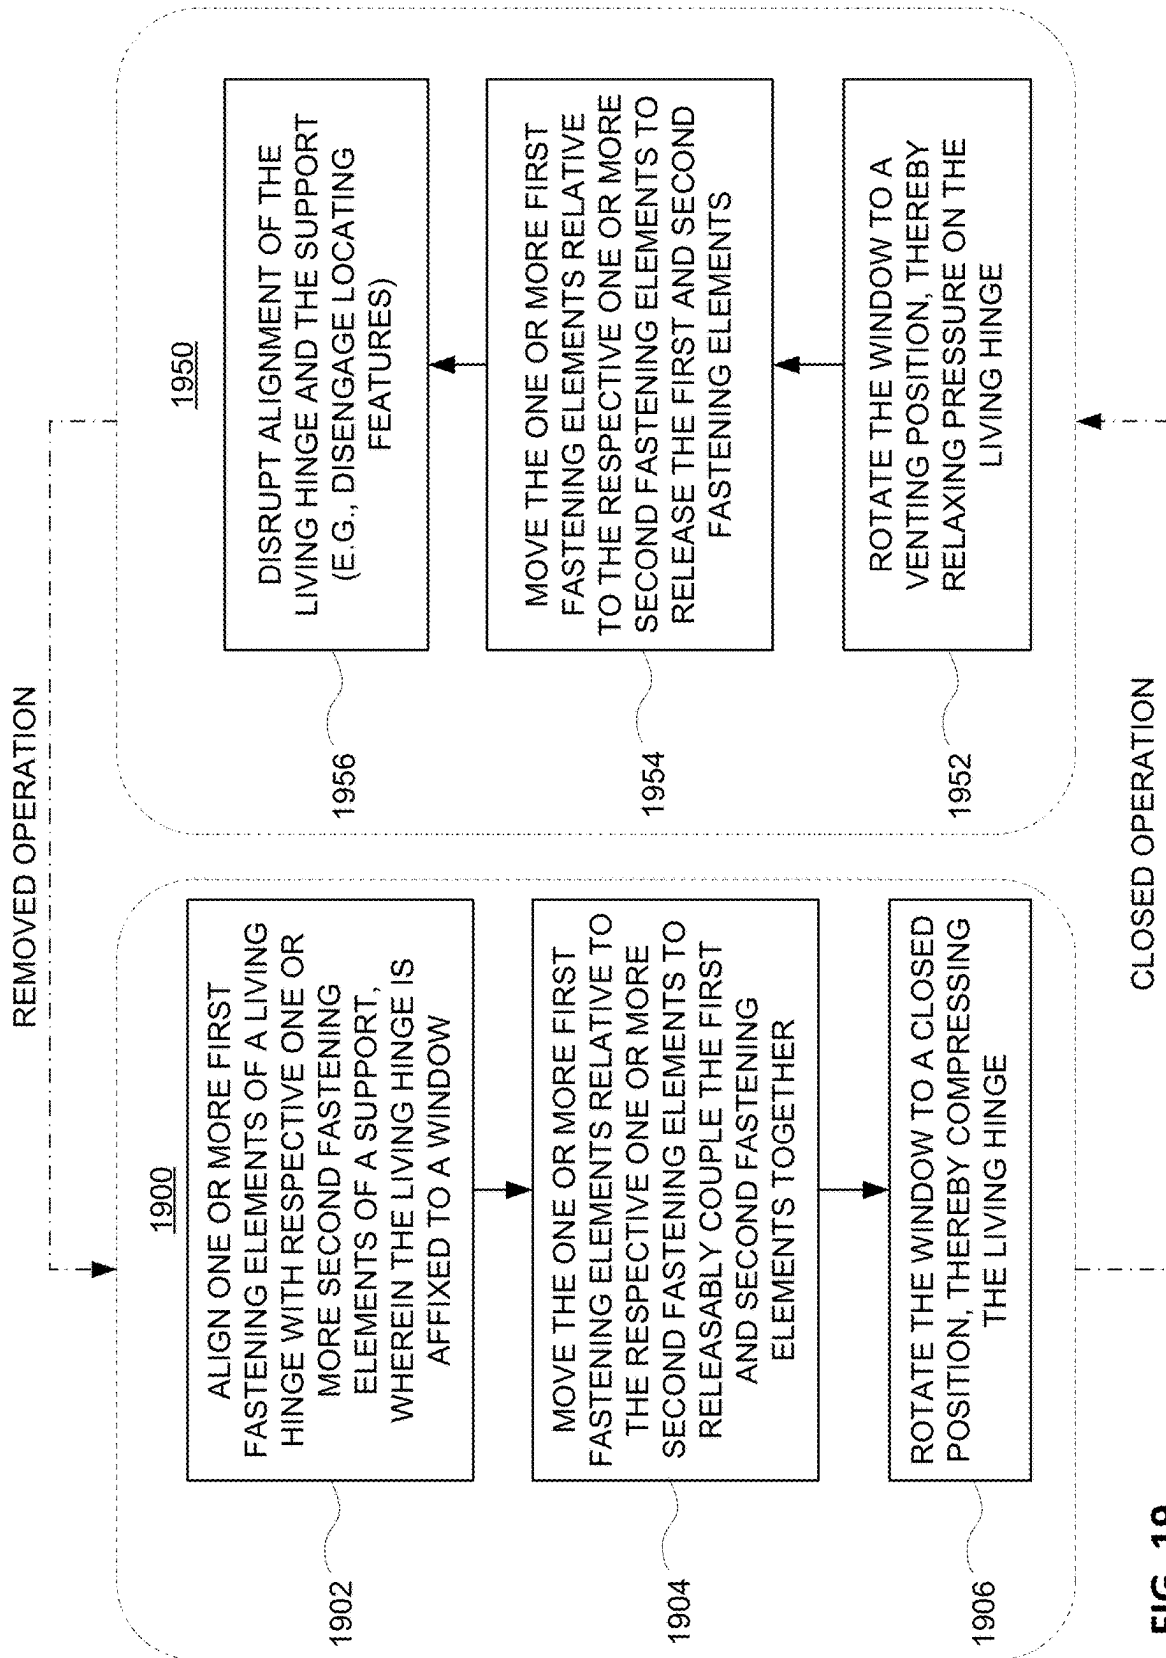 REMOVED OPERATION
1900
ALIGN ONE OR MORE FIRST
FASTENING ELEMENTS OF A LIVING
HINGE WITH RESPECTIVE ONE OR
MORE SECOND FASTENING
ELEMENTS OF A SUPPORT,
WHEREIN THE LIVING HINGE IS
AFFIXED TO A WINDOW
1902
MOVE THE ONE OR MORE FIRST
FASTENING ELEMENTS RELATIVE TO
THE RESPECTIVE ONE OR MORE
SECOND FASTENING ELEMENTS TO
RELEASABLY COUPLE THE FIRST
AND SECOND FASTENING
ELEMENTS TOGETHER
1904
ROTATE THE WINDOW TO A CLOSED
POSITION, THEREBY COMPRESSING
THE LIVING HINGE
1906
1950
DISRUPT ALIGNMENT OF THE
LIVING HINGE AND THE SUPPORT
(E.G., DISENGAGE LOCATING
FEATURES)
1956
MOVE THE ONE OR MORE FIRST
FASTENING ELEMENTS RELATIVE
TO THE RESPECTIVE ONE OR MORE
SECOND FASTENING ELEMENTS TO
RELEASE THE FIRST AND SECOND
FASTENING ELEMENTS
1954
ROTATE THE WINDOW TO A
VENTING POSITION, THEREBY
RELAXING PRESSURE ON THE
LIVING HINGE
1952
CLOSED OPERATION
FIG. 19